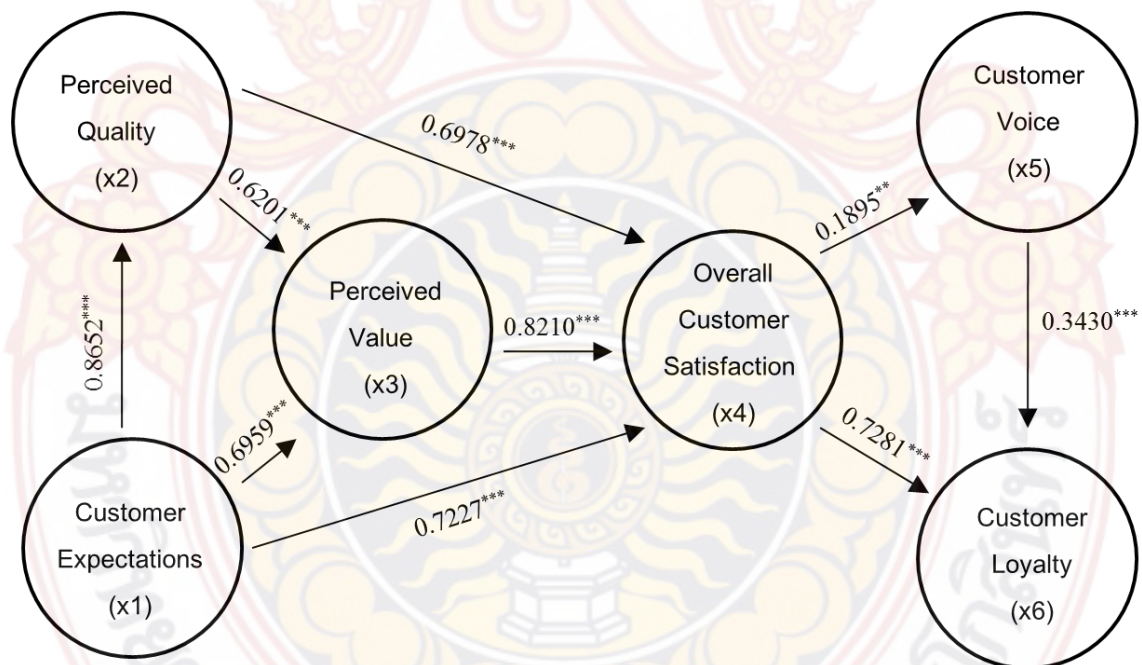 Perceived
Quality
(x2)
0.6978***
Customer
Voice
(x5)
0.6201***
0.1895**
Perceived
Value
(x3)
0.8210***
Overall
Customer
Satisfaction
(x4)
0.8652***
0.3430***
0.6959***
0.7227***
0.7281***
Customer
Expectations
(x1)
Customer
Loyalty
(x6)